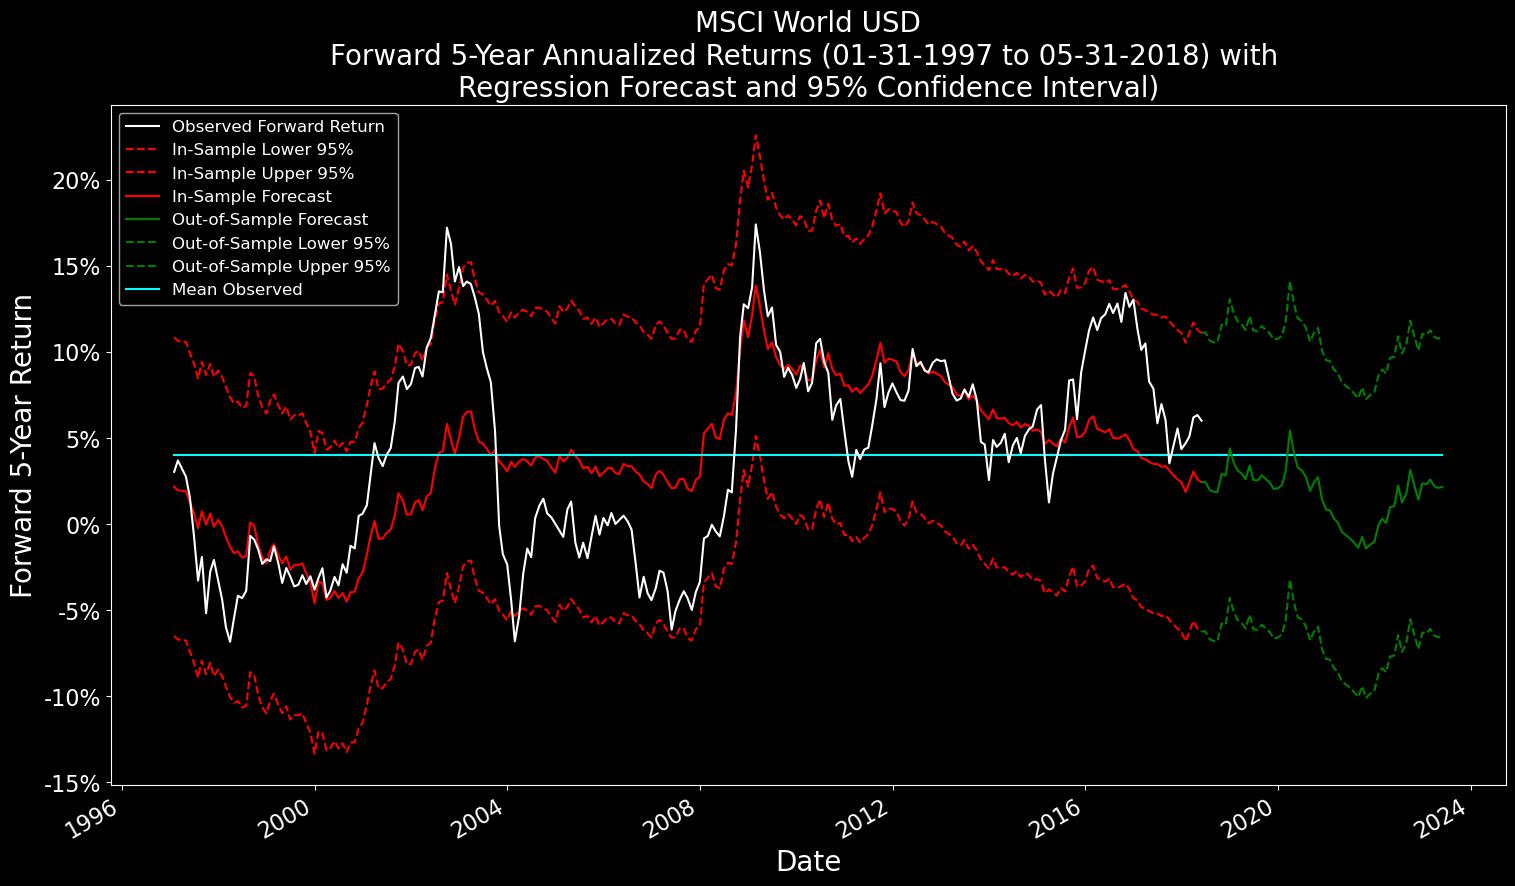 MSCI World USD
Forward 5-Year Annualized Returns (01-31-1997 to 05-31-2018) with
Regression Forecast and 95% Confidence Interval)
Observed Forward Return
In-Sample Lower 95%
In-Sample Upper 95%
In-Sample Forecast
Out-of-Sample Forecast
Out-of-Sample Lower 95%
Out-of-Sample Upper 95%
Mean Observed
Forward 5-Year Return
20%
15%
10%
5%
0%
-5%
-10%
-15%
1996
2000
2004
2008
2012
2016
2020
2024
Date